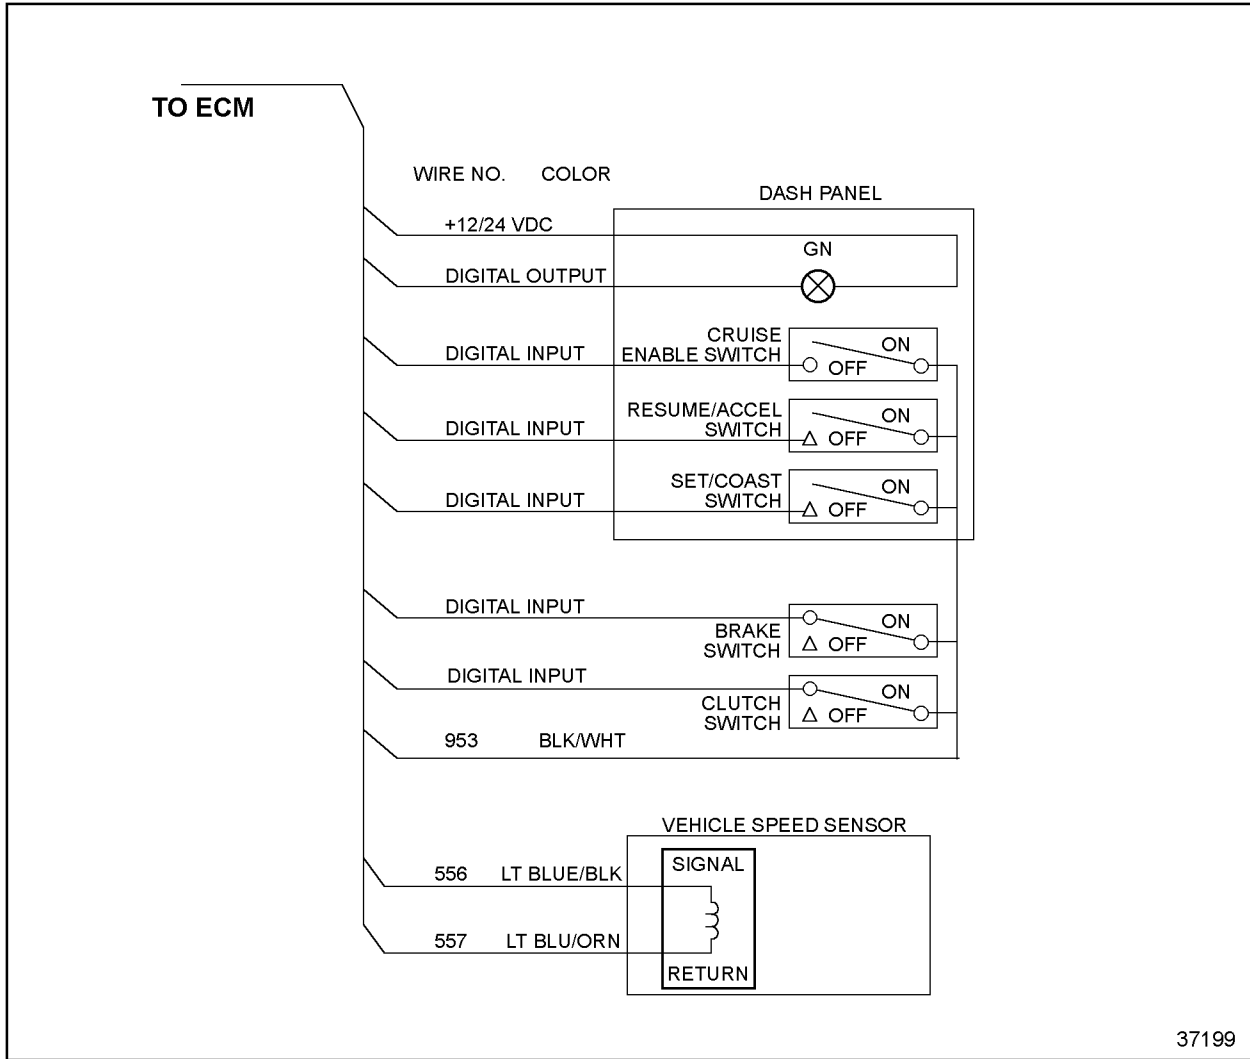 TO ECM
WIRE NO. COLOR
DASH PANEL
+12/24 VDC
GN
DIGITAL OUTPUT
CRUISE
ENABLE SWITCH
ON
OFF
DIGITAL INPUT
RESUME/ACCEL
SWITCH
ON
OFF
DIGITAL INPUT
SET/COAST
SWITCH
ON
OFF
DIGITAL INPUT
DIGITAL INPUT
BRAKE
SWITCH
ON
OFF
DIGITAL INPUT
CLUTCH
SWITCH
ON
OFF
953 BLK/WHT
VEHICLE SPEED SENSOR
SIGNAL
556 LT BLUE/BLK
557 LT BLU/ORN
RETURN
37199